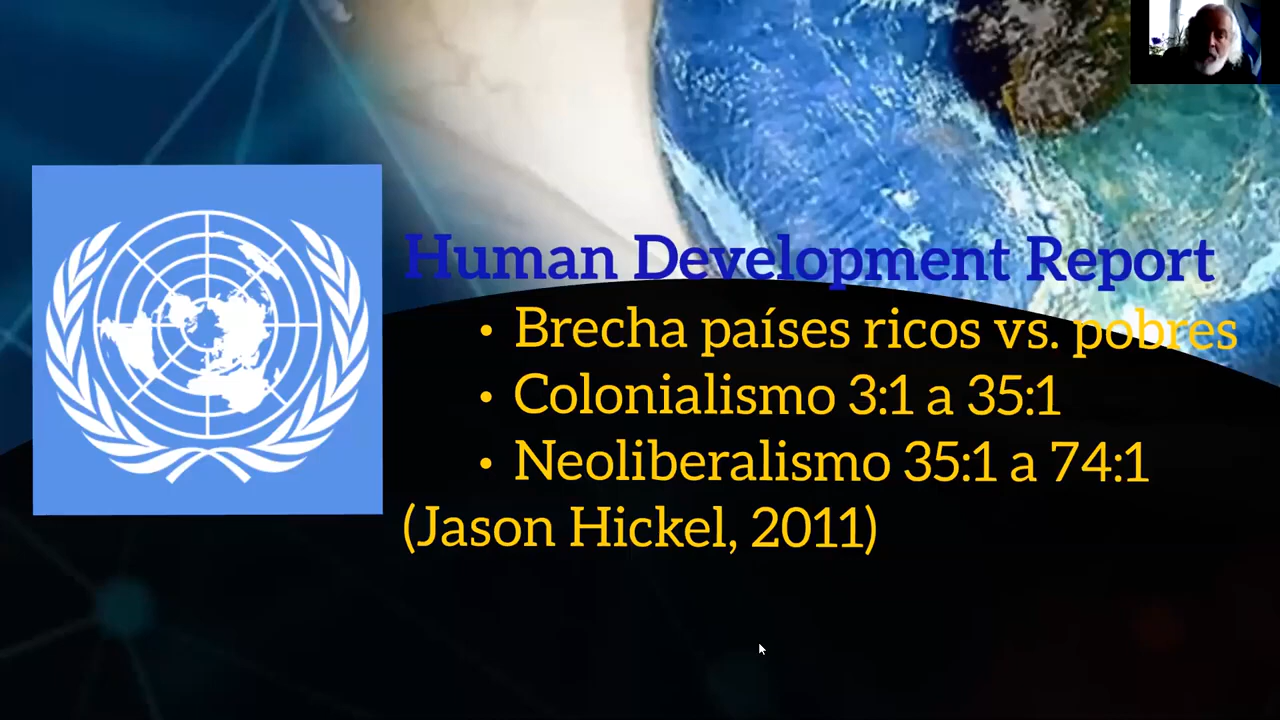 Human Development Report
• Brecha países ricos vs. pobres
• Colonialismo 3:1 a 35:1
• Neoliberalismo 35:1 a 74:1
(Jason Hickel, 2011)